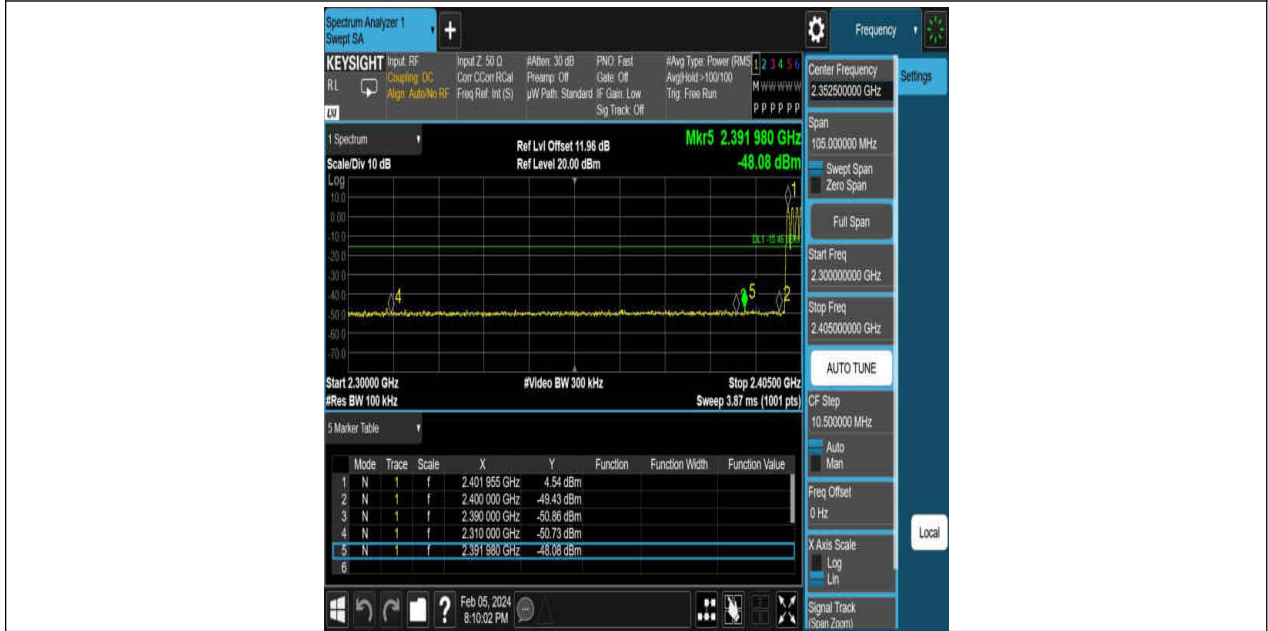 Spectrum Analyzer 1
Swept SA
+
Frequency
KEYSIGHT
RL
LXI
Input: RF
Coupling: DC
Align: Auto/No RF
Input Z: 50 Ω
Corr CCorr RCal
Freq Ref: Int (S)
#Atten: 30 dB
Preamp: Off
µW Path: Standard
PNO: Fast
Gate: Off
IF Gain: Low
Sig Track: Off
#Avg Type: Power (RMS
Avg|Hold:>100/100
Trig: Free Run
1 2 3 4 5 6
M W W W W W
P P P P P P
Center Frequency
2.352500000 GHz
Settings
Span
105.000000 MHz
Swept Span
Zero Span
Full Span
Start Freq
2.300000000 GHz
Stop Freq
2.405000000 GHz
AUTO TUNE
CF Step
10.500000 MHz
Auto
Man
Freq Offset
0 Hz
X Axis Scale
Log
Lin
Local
Signal Track
(Span Zoom)
1 Spectrum
Ref Lvl Offset 11.96 dB
Mkr5 2.391 980 GHz
Scale/Div 10 dB
Ref Level 20.00 dBm
-48.08 dBm
Log
10.0
0.00
-10.0
-20.0
-30.0
-40.0
-50.0
-60.0
-70.0
1
4
5
2
Start 2.30000 GHz
#Video BW 300 kHz
Stop 2.40500 GHz
#Res BW 100 kHz
Sweep 3.87 ms (1001 pts)
5 Marker Table
Mode Trace Scale X Y Function Function Width Function Value
1 N 1 f 2.401 955 GHz 4.54 dBm
2 N 1 f 2.400 000 GHz -49.43 dBm
3 N 1 f 2.390 000 GHz -50.86 dBm
4 N 1 f 2.310 000 GHz -50.73 dBm
5 N 1 f 2.391 980 GHz -48.08 dBm
6
?
Feb 05, 2024
8:10:02 PM